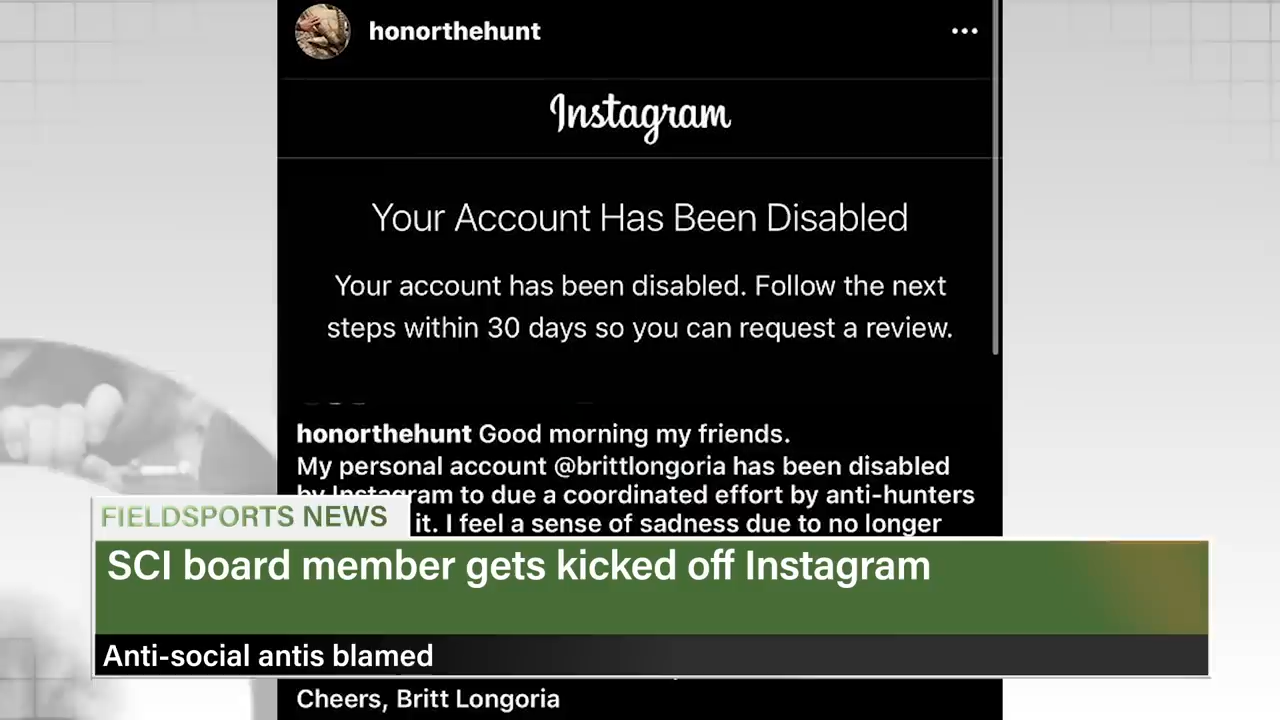 honorthehunt
Instagram
Your Account Has Been Disabled
Your account has been disabled. Follow the next
steps within 30 days so you can request a review.
honorthehunt Good morning my friends.
My personal account @brittlongoria has been disabled
by Instagram to due a coordinated effort by anti-hunters
it. I feel a sense of sadness due to no longer
FIELDSPORTS NEWS
SCI board member gets kicked off Instagram
Anti-social antis blamed
Cheers, Britt Longoria